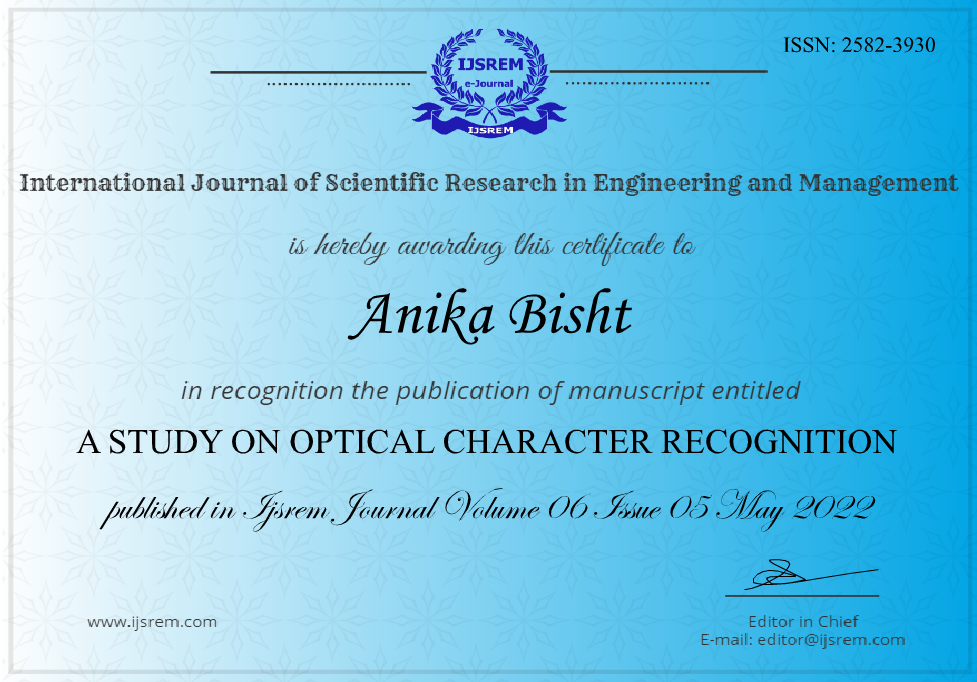 ISSN: 2582-3930
IJSREM
e-Journal
IJSREM
International Journal of Scientific Research in Engineering and Management
is hereby awarding this certificate to
Anika Bisht
in recognition the publication of manuscript entitled
A STUDY ON OPTICAL CHARACTER RECOGNITION
published in Ijsrem Journal Volume 06 Issue 05 May 2022
www.ijsrem.com
Editor in Chief
E-mail: editor@ijsrem.com